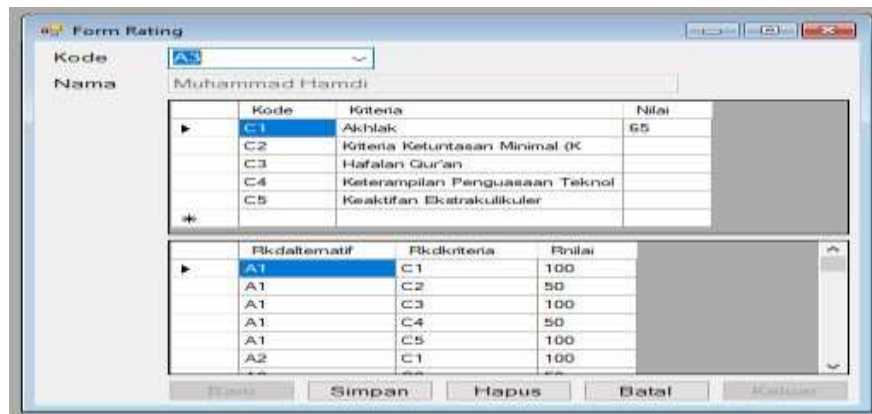 Form Rating
Kode A3
Nama Muhammad Hamdi
Kode Kriteria Nilai
C1 Akhlak 65
C2 Kriteria Ketuntasan Minimal (K
C3 Hafalan Qur'an
C4 Keterampilan Penguasaan Teknol
C5 Keaktifan Ekstrakulikuler
Rkdalternatif Rkdkriteria Rnilai
A1 C1 100
A1 C2 50
A1 C3 100
A1 C4 50
A1 C5 100
A2 C1 100
Baru Simpan Hapus Batal Keluar